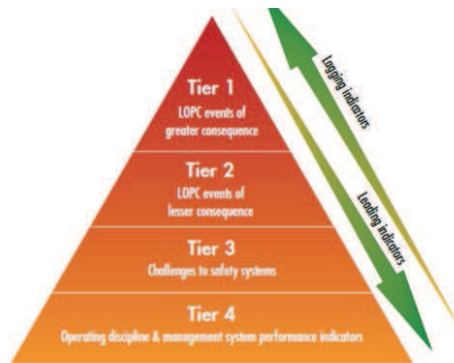 Tier 1
LOPC events of
greater consequence
Tier 2
LOPC events of
lesser consequence
Tier 3
Challenges to safety systems
Tier 4
Operating discipline & management system performance indicators
Lagging indicators
Leading indicators